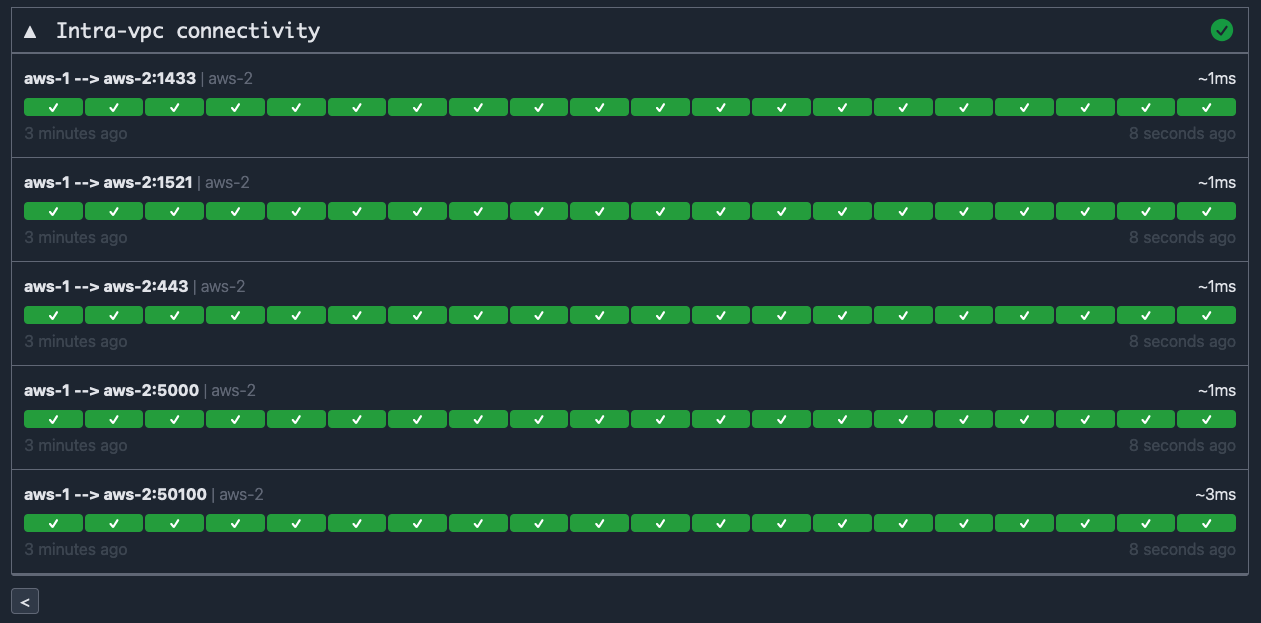 ▲ Intra-vpc connectivity
aws-1 --> aws-2:1433 | aws-2 ~1ms
3 minutes ago 8 seconds ago
aws-1 --> aws-2:1521 | aws-2 ~1ms
3 minutes ago 8 seconds ago
aws-1 --> aws-2:443 | aws-2 ~1ms
3 minutes ago 8 seconds ago
aws-1 --> aws-2:5000 | aws-2 ~1ms
3 minutes ago 8 seconds ago
aws-1 --> aws-2:50100 | aws-2 ~3ms
3 minutes ago 8 seconds ago
<